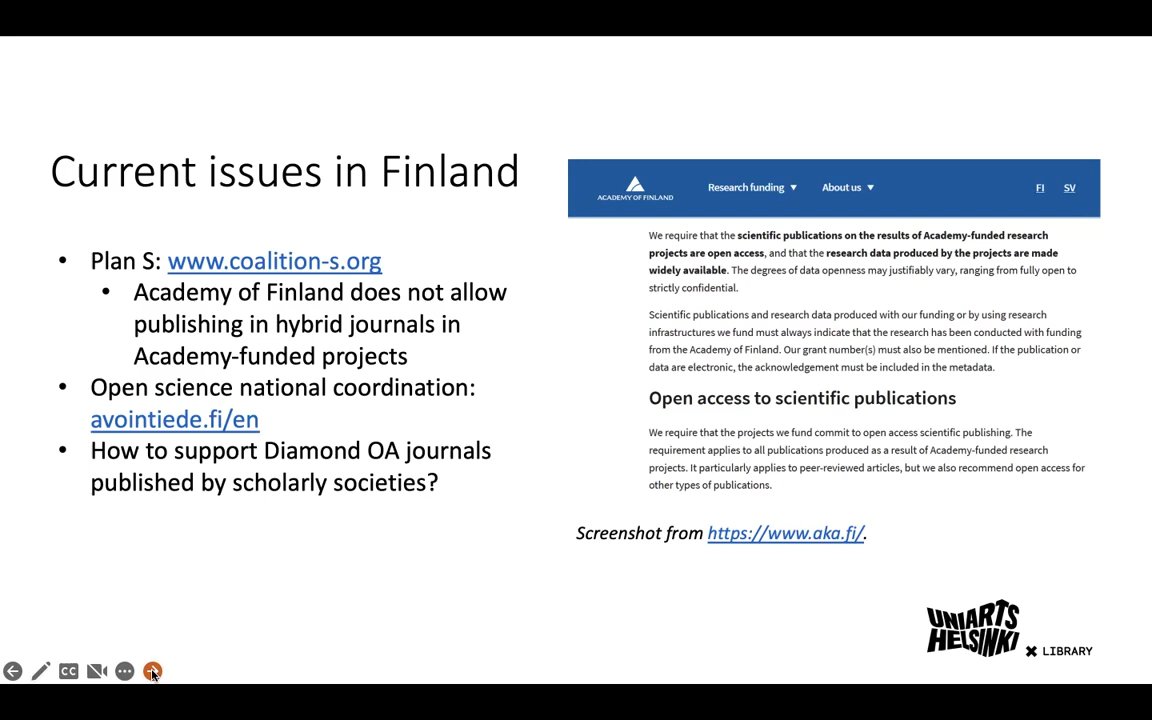 Current issues in Finland
• Plan S: www.coalition-s.org
• Academy of Finland does not allow
publishing in hybrid journals in
Academy-funded projects
• Open science national coordination:
avointiede.fi/en
• How to support Diamond OA journals
published by scholarly societies?
ACADEMY OF FINLAND
Research funding ▼ About us ▼ FI SV
We require that the scientific publications on the results of Academy-funded research
projects are open access, and that the research data produced by the projects are made
widely available. The degrees of data openness may justifiably vary, ranging from fully open to
strictly confidential.
Scientific publications and research data produced with our funding or by using research
infrastructures we fund must always indicate that the research has been conducted with funding
from the Academy of Finland. Our grant number(s) must also be mentioned. If the publication or
data are electronic, the acknowledgement must be included in the metadata.
Open access to scientific publications
We require that the projects we fund commit to open access scientific publishing. The
requirement applies to all publications produced as a result of Academy-funded research
projects. It particularly applies to peer-reviewed articles, but we also recommend open access for
other types of publications.
Screenshot from https://www.aka.fi/.
UNIARTS
HELSINKI
X LIBRARY
CC